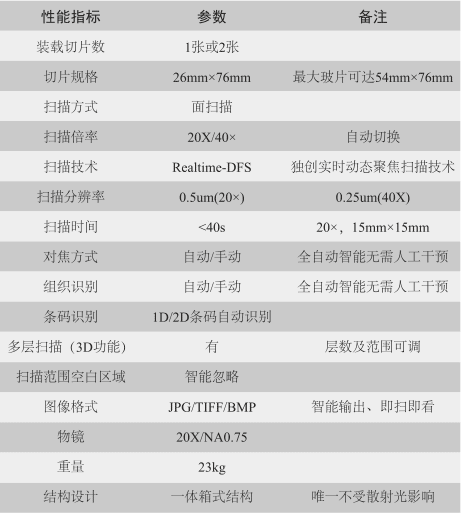 性能指标 参数 备注
装载切片数 1张或2张
切片规格 26mm×76mm 最大玻片可达54mm×76mm
扫描方式 面扫描
扫描倍率 20X/40× 自动切换
扫描技术 Realtime-DFS 独创实时动态聚焦扫描技术
扫描分辨率 0.5um(20×) 0.25um(40X)
扫描时间 <40s 20×，15mm×15mm
对焦方式 自动/手动 全自动智能无需人工干预
组织识别 自动/手动 全自动智能无需人工干预
条码识别 1D/2D条码自动识别
多层扫描（3D功能） 有 层数及范围可调
扫描范围空白区域 智能忽略
图像格式 JPG/TIFF/BMP 智能输出、即扫即看
物镜 20X/NA0.75
重量 23kg
结构设计 一体箱式结构 唯一不受散射光影响